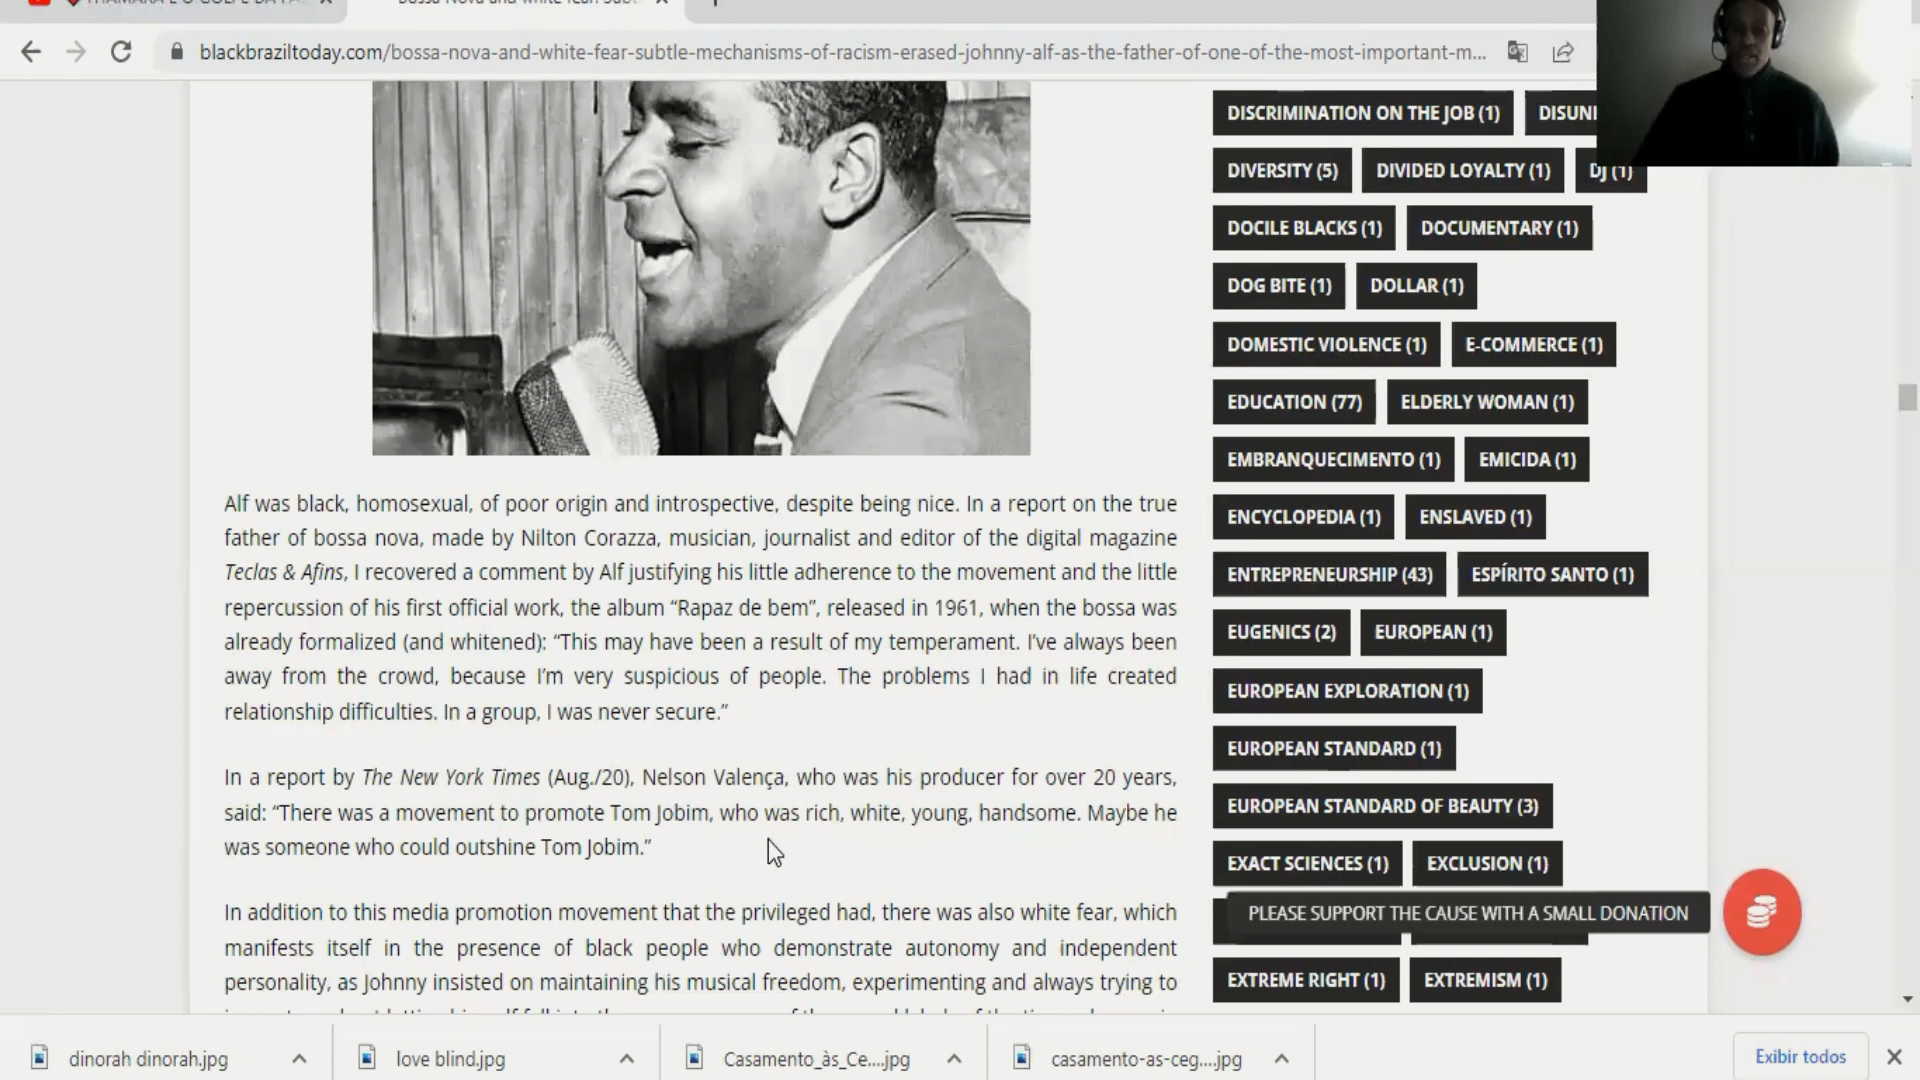 blackbraziltoday.com/bossa-nova-and-white-fear-subtle-mechanisms-of-racism-erased-johnny-alf-as-the-father-of-one-of-the-most-important-m...
Alf was black, homosexual, of poor origin and introspective, despite being nice. In a report on the true
father of bossa nova, made by Nilton Corazza, musician, journalist and editor of the digital magazine
Teclas & Afins, I recovered a comment by Alf justifying his little adherence to the movement and the little
repercussion of his first official work, the album “Rapaz de bem”, released in 1961, when the bossa was
already formalized (and whitened): “This may have been a result of my temperament. I’ve always been
away from the crowd, because I’m very suspicious of people. The problems I had in life created
relationship difficulties. In a group, I was never secure.”
In a report by The New York Times (Aug./20), Nelson Valença, who was his producer for over 20 years,
said: “There was a movement to promote Tom Jobim, who was rich, white, young, handsome. Maybe he
was someone who could outshine Tom Jobim.”
In addition to this media promotion movement that the privileged had, there was also white fear, which
manifests itself in the presence of black people who demonstrate autonomy and independent
personality, as Johnny insisted on maintaining his musical freedom, experimenting and always trying to
DISCRIMINATION ON THE JOB (1)
DIVERSITY (5) DIVIDED LOYALTY (1) DJ (1)
DOCILE BLACKS (1) DOCUMENTARY (1)
DOG BITE (1) DOLLAR (1)
DOMESTIC VIOLENCE (1) E-COMMERCE (1)
EDUCATION (77) ELDERLY WOMAN (1)
EMBRANQUECIMENTO (1) EMICIDA (1)
ENCYCLOPEDIA (1) ENSLAVED (1)
ENTREPRENEURSHIP (43) ESPÍRITO SANTO (1)
EUGENICS (2) EUROPEAN (1)
EUROPEAN EXPLORATION (1)
EUROPEAN STANDARD (1)
EUROPEAN STANDARD OF BEAUTY (3)
EXACT SCIENCES (1) EXCLUSION (1)
PLEASE SUPPORT THE CAUSE WITH A SMALL DONATION
EXTREME RIGHT (1) EXTREMISM (1)
dinorah dinorah.jpg love blind.jpg Casamento_às_Ce....jpg casamento-as-ceg....jpg Exibir todos